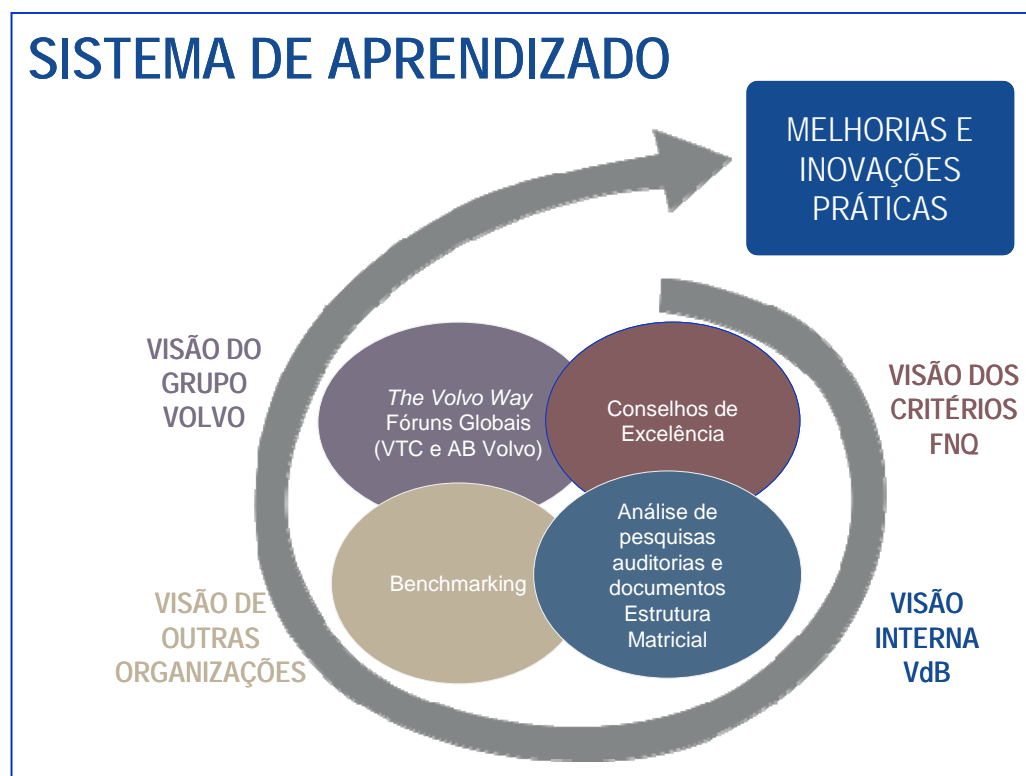 SISTEMA DE APRENDIZADO
MELHORIAS E
INOVAÇÕES
PRÁTICAS
VISÃO DO
GRUPO
VOLVO
The Volvo Way
Fóruns Globais
(VTC e AB Volvo)
Conselhos de
Excelência
VISÃO DOS
CRITÉRIOS
FNQ
Benchmarking
Análise de
pesquisas
auditorias e
documentos
Estrutura
Matricial
VISÃO DE
OUTRAS
ORGANIZAÇÕES
VISÃO
INTERNA
VdB